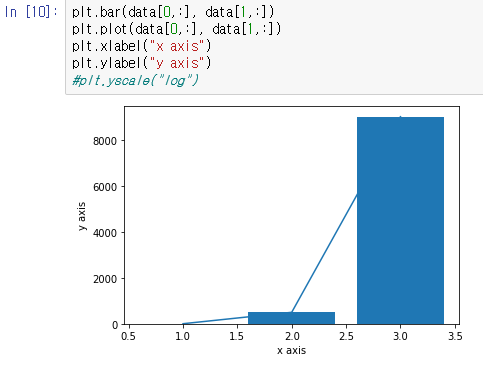 In [10]:
plt.bar(data[0,:], data[1,:])
plt.plot(data[0,:], data[1,:])
plt.xlabel("x axis")
plt.ylabel("y axis")
#plt.yscale("log")
8000
6000
4000
2000
0
y axis
0.5 1.0 1.5 2.0 2.5 3.0 3.5
x axis